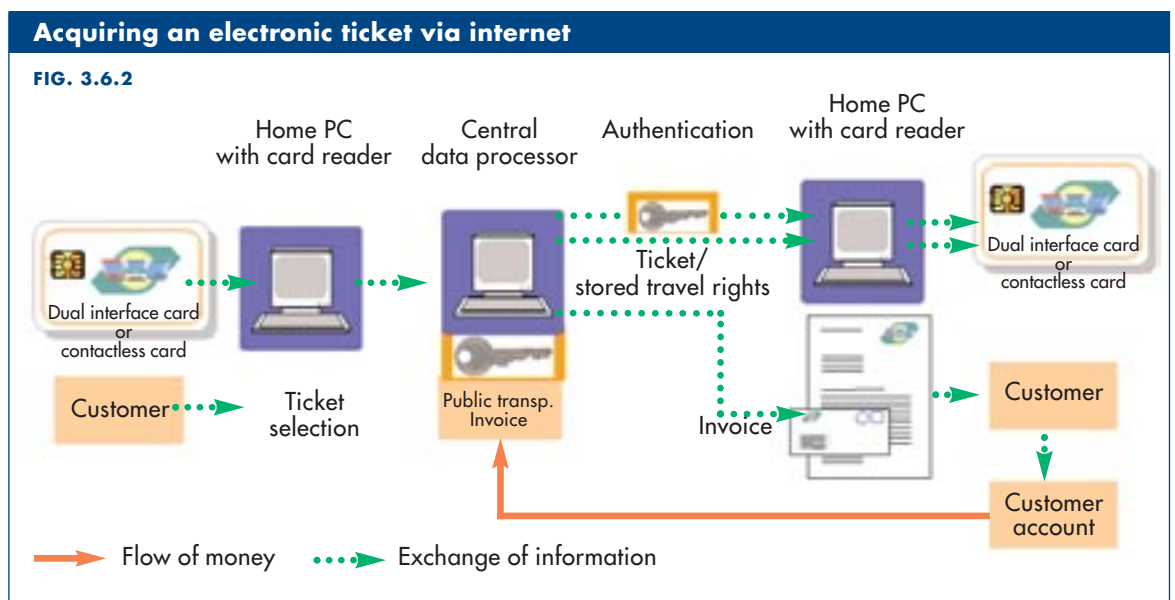 Acquiring an electronic ticket via internet
FIG. 3.6.2
Home PC
with card reader
Central
data processor
Authentication
Home PC
with card reader
Dual interface card
or
contactless card
Ticket/
stored travel rights
Dual interface card
or
contactless card
Customer
Ticket
selection
Public transp.
Invoice
Invoice
Customer
Customer
account
Flow of money
Exchange of information